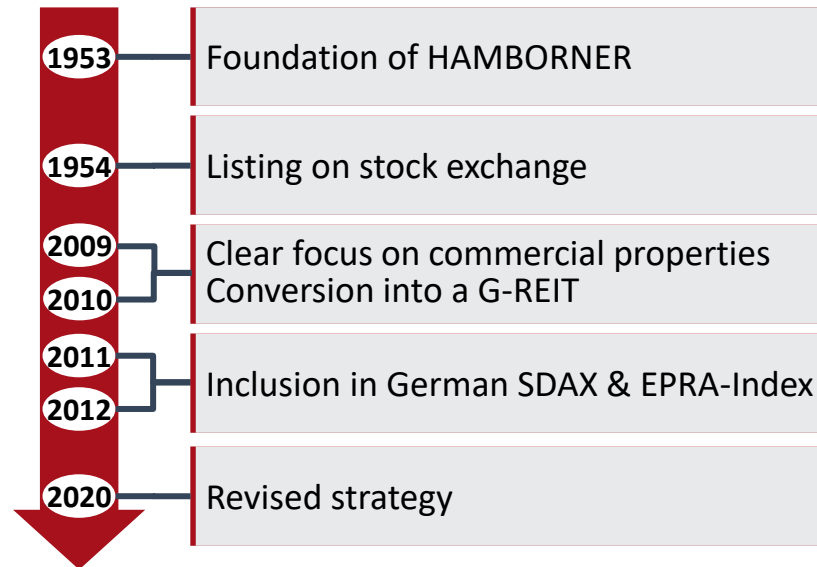 1953
Foundation of HAMBORNER
1954
Listing on stock exchange
2009
2010
Clear focus on commercial properties
Conversion into a G-REIT
2011
2012
Inclusion in German SDAX & EPRA-Index
2020
Revised strategy